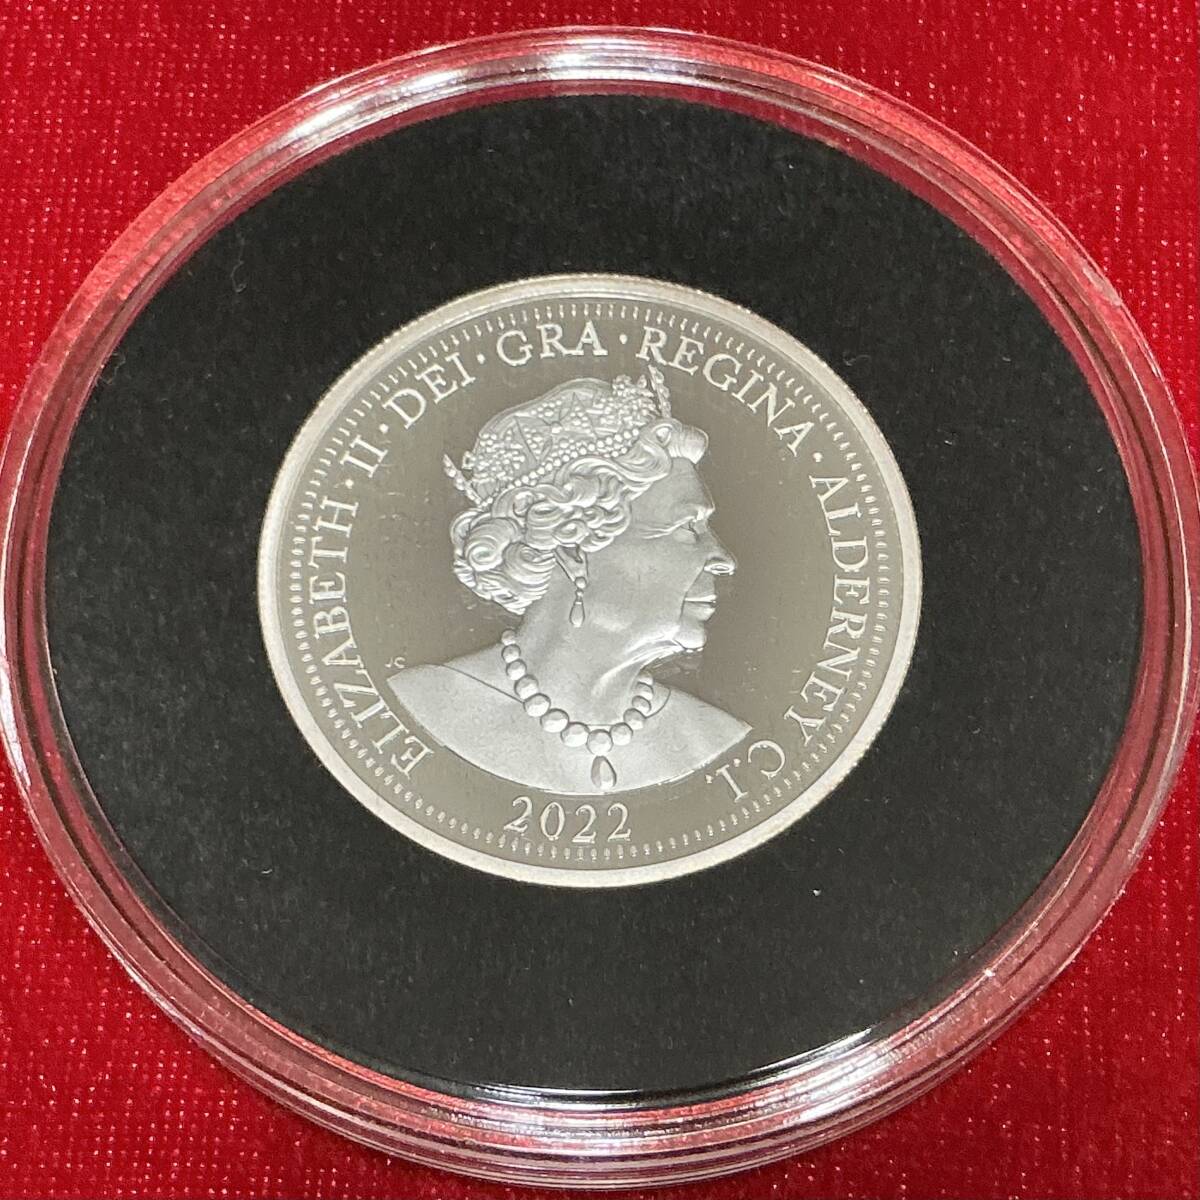 ELIZABETH · II · DEI · GRA · REGINA · ALDERNEY C.I.
JC
2022